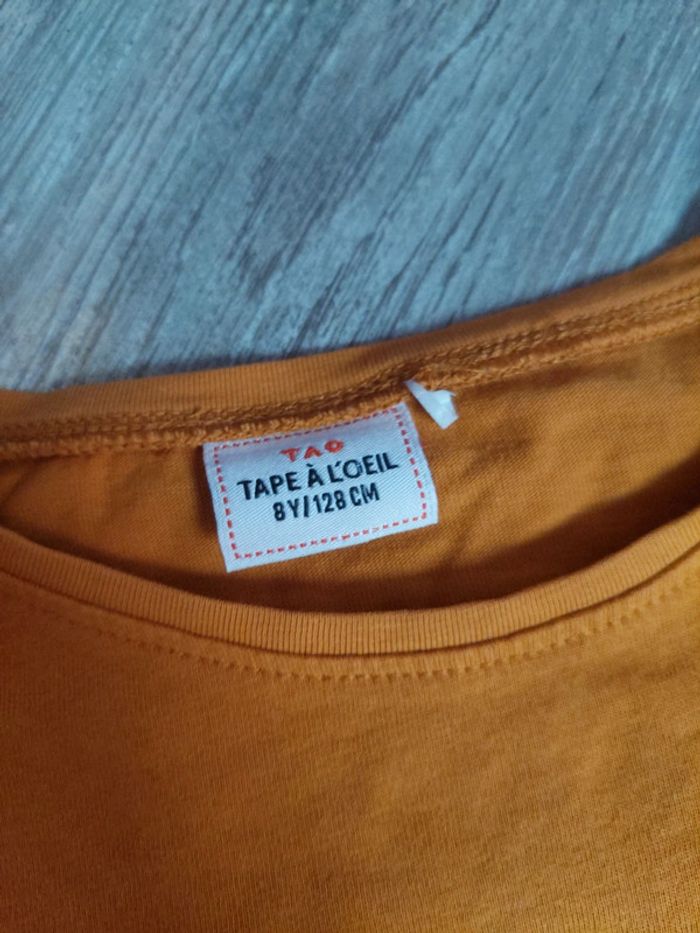 TAO
TAPE À L'OEIL
8Y/128 CM